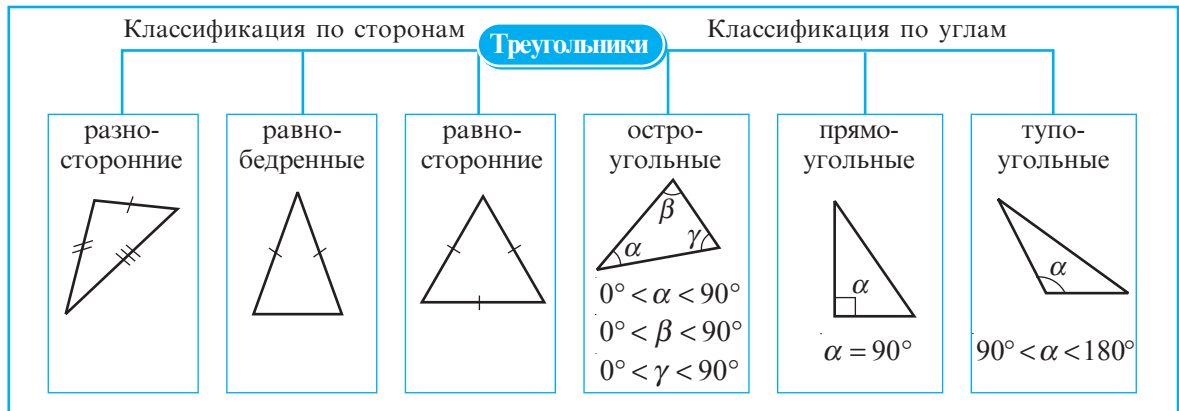 Классификация по сторонам
Треугольники
Классификация по углам
разно-
сторонние
равно-
бедренные
равно-
сторонние
остро-
угольные
β
α
γ
0° < α < 90°
0° < β < 90°
0° < γ < 90°
прямо-
угольные
α
α = 90°
тупо-
угольные
α
90° < α < 180°